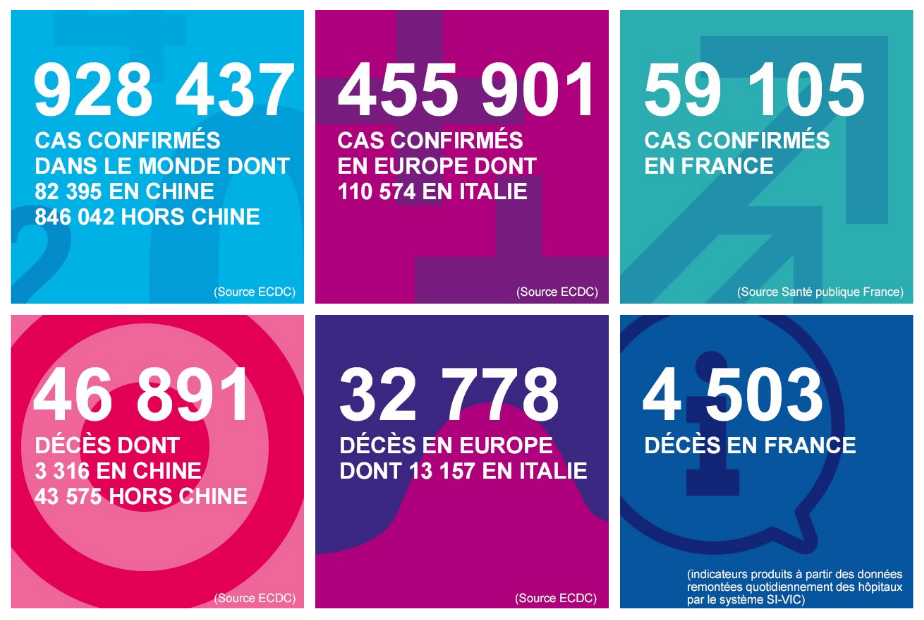 928 437
CAS CONFIRMÉS
DANS LE MONDE DONT
82 395 EN CHINE
846 042 HORS CHINE
(Source ECDC)
455 901
CAS CONFIRMÉS
EN EUROPE DONT
110 574 EN ITALIE
(Source ECDC)
59 105
CAS CONFIRMÉS
EN FRANCE
(Source Santé publique France)
46 891
DÉCÈS DONT
3 316 EN CHINE
43 575 HORS CHINE
(Source ECDC)
32 778
DÉCÈS EN EUROPE
DONT 13 157 EN ITALIE
(Source ECDC)
4 503
DÉCÈS EN FRANCE
(indicateurs produits à partir des données
remontées quotidiennement des hôpitaux
par le système SI-VIC)